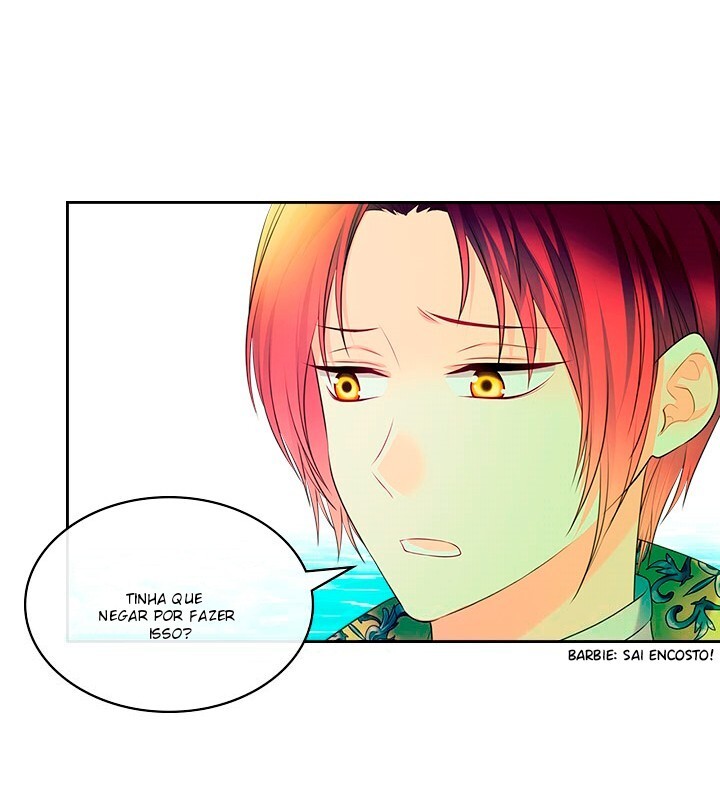 TINHA QUE
NEGAR POR FAZER
ISSO?
BARBIE: SAI ENCOSTO!